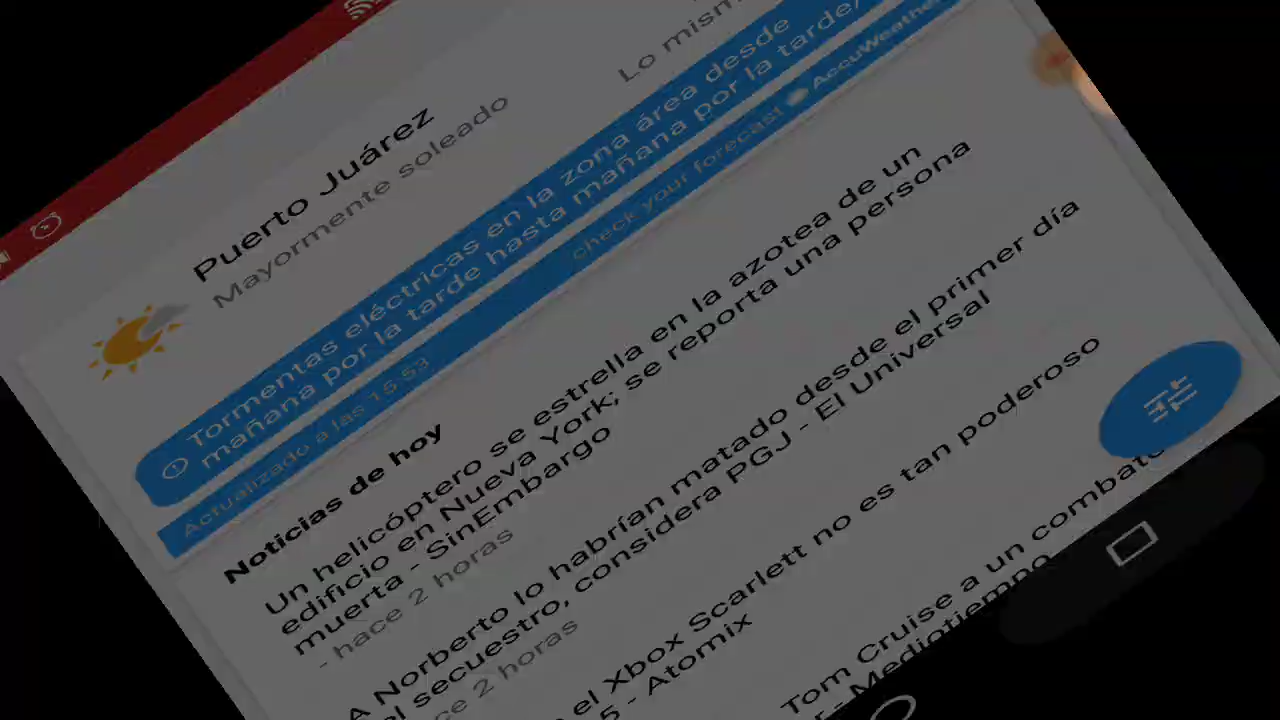 Puerto Juárez
Mayormente soleado
Lo mism
Tormentas eléctricas en la zona área desde
mañana por la tarde hasta mañana por la tarde/
Actualizado a las 15:53 check your forecast AccuWeather
Noticias de hoy
Un helicóptero se estrella en la azotea de un
edificio en Nueva York; se reporta una persona
muerta - SinEmbargo
- hace 2 horas
A Norberto lo habrían matado desde el primer día
el secuestro, considera PGJ - El Universal
ce 2 horas
el Xbox Scarlett no es tan poderoso
5 - Atomix
Tom Cruise a un combate
r - Mediotiempo